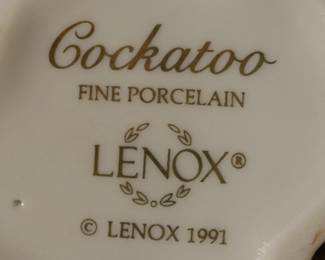 Cockatoo
FINE PORCELAIN
LENOX®
© LENOX 1991